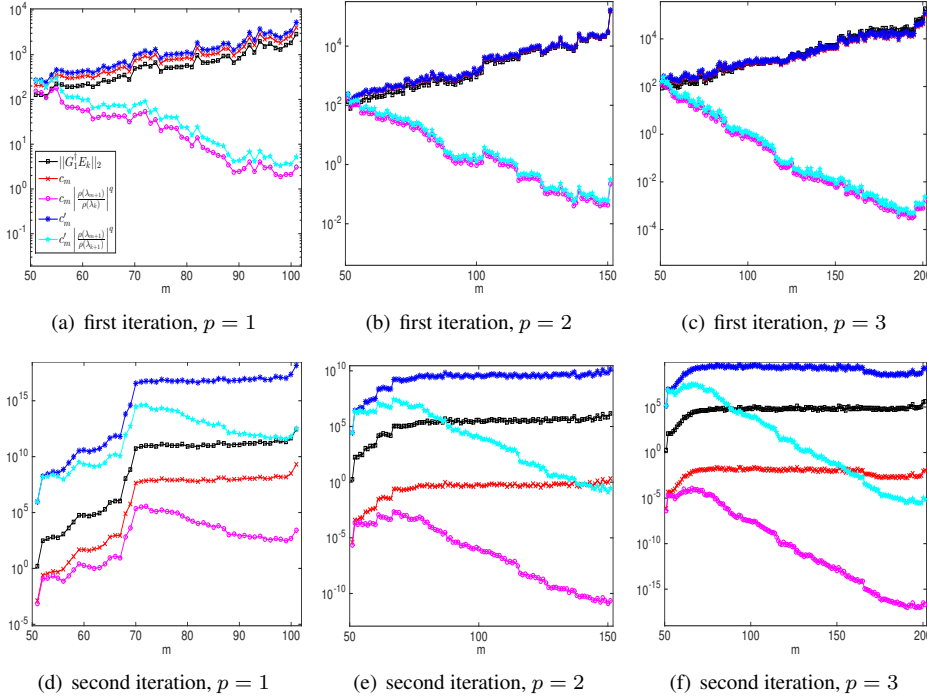 10^4
10^3
10^2
10^1
10^0
10^-1
||G_1^† E_k||_2
c_m
c_m |ρ(λ_{m+1})/ρ(λ_k)|^q
c'_m
c'_m |ρ(λ_{m+1})/ρ(λ_{k+1})|^q
50 60 70 80 90 100
m
(a) first iteration, p = 1
10^4
10^2
10^0
10^-2
50 100 150
m
(b) first iteration, p = 2
10^4
10^2
10^0
10^-2
10^-4
50 100 150 200
m
(c) first iteration, p = 3
10^15
10^10
10^5
10^0
10^-5
50 60 70 80 90 100
m
(d) second iteration, p = 1
10^10
10^5
10^0
10^-5
10^-10
50 100 150
m
(e) second iteration, p = 2
10^5
10^0
10^-5
10^-10
10^-15
50 100 150 200
m
(f) second iteration, p = 3